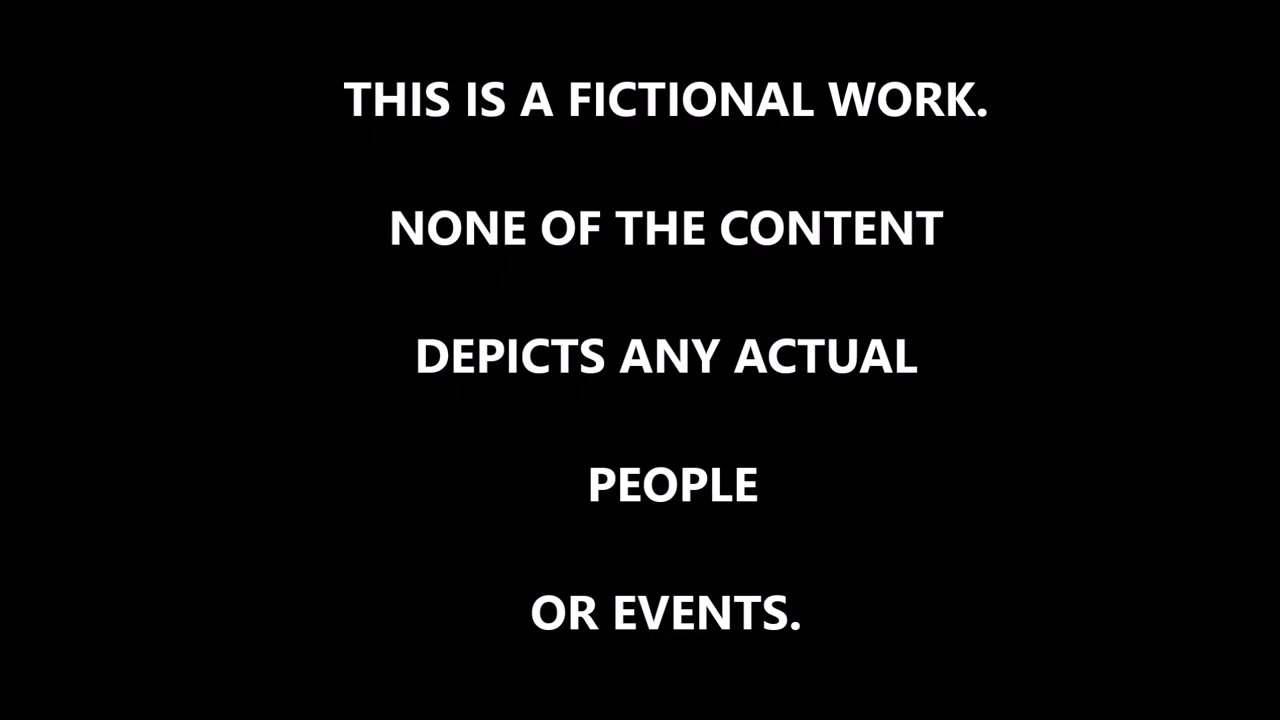 THIS IS A FICTIONAL WORK.
NONE OF THE CONTENT
DEPICTS ANY ACTUAL
PEOPLE
OR EVENTS.